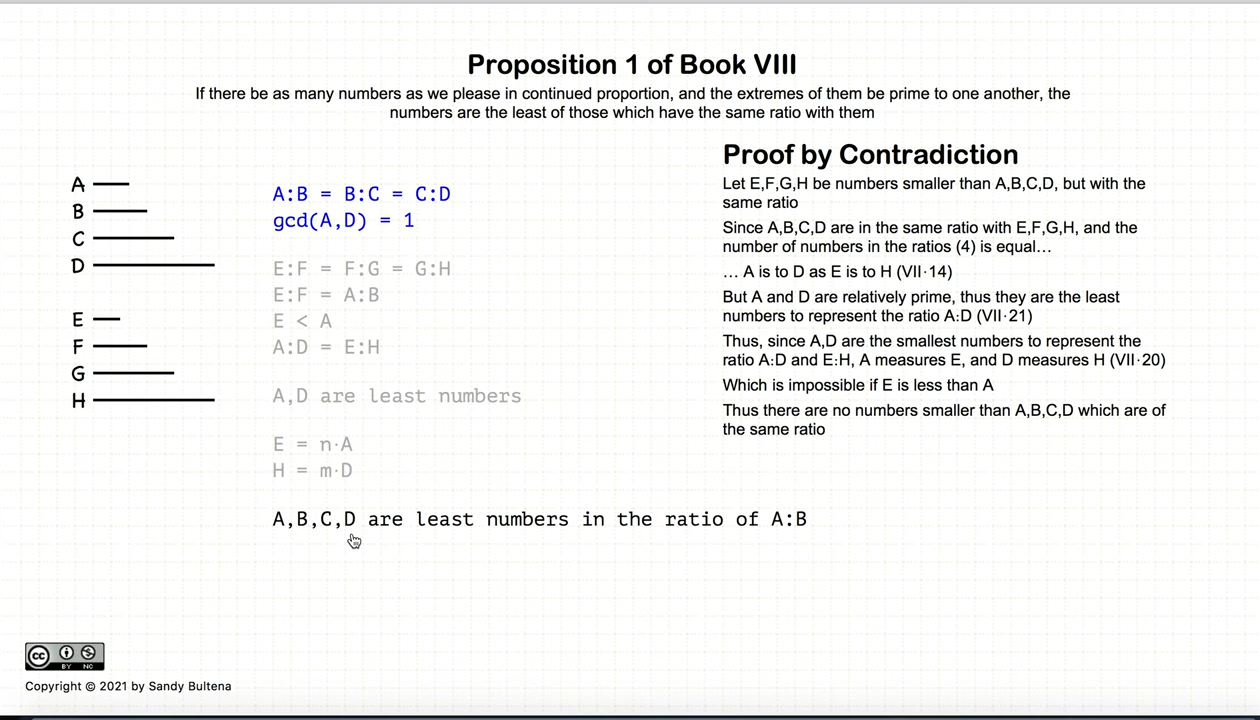 Proposition 1 of Book VIII
If there be as many numbers as we please in continued proportion, and the extremes of them be prime to one another, the
numbers are the least of those which have the same ratio with them
A
B
C
D
E
F
G
H
A:B = B:C = C:D
gcd(A,D) = 1
E:F = F:G = G:H
E:F = A:B
E < A
A:D = E:H
A,D are least numbers
E = n·A
H = m·D
A,B,C,D are least numbers in the ratio of A:B
Proof by Contradiction
Let E,F,G,H be numbers smaller than A,B,C,D, but with the
same ratio
Since A,B,C,D are in the same ratio with E,F,G,H, and the
number of numbers in the ratios (4) is equal…
… A is to D as E is to H (VII·14)
But A and D are relatively prime, thus they are the least
numbers to represent the ratio A:D (VII·21)
Thus, since A,D are the smallest numbers to represent the
ratio A:D and E:H, A measures E, and D measures H (VII·20)
Which is impossible if E is less than A
Thus there are no numbers smaller than A,B,C,D which are of
the same ratio
cc
BY NC
Copyright © 2021 by Sandy Bultena